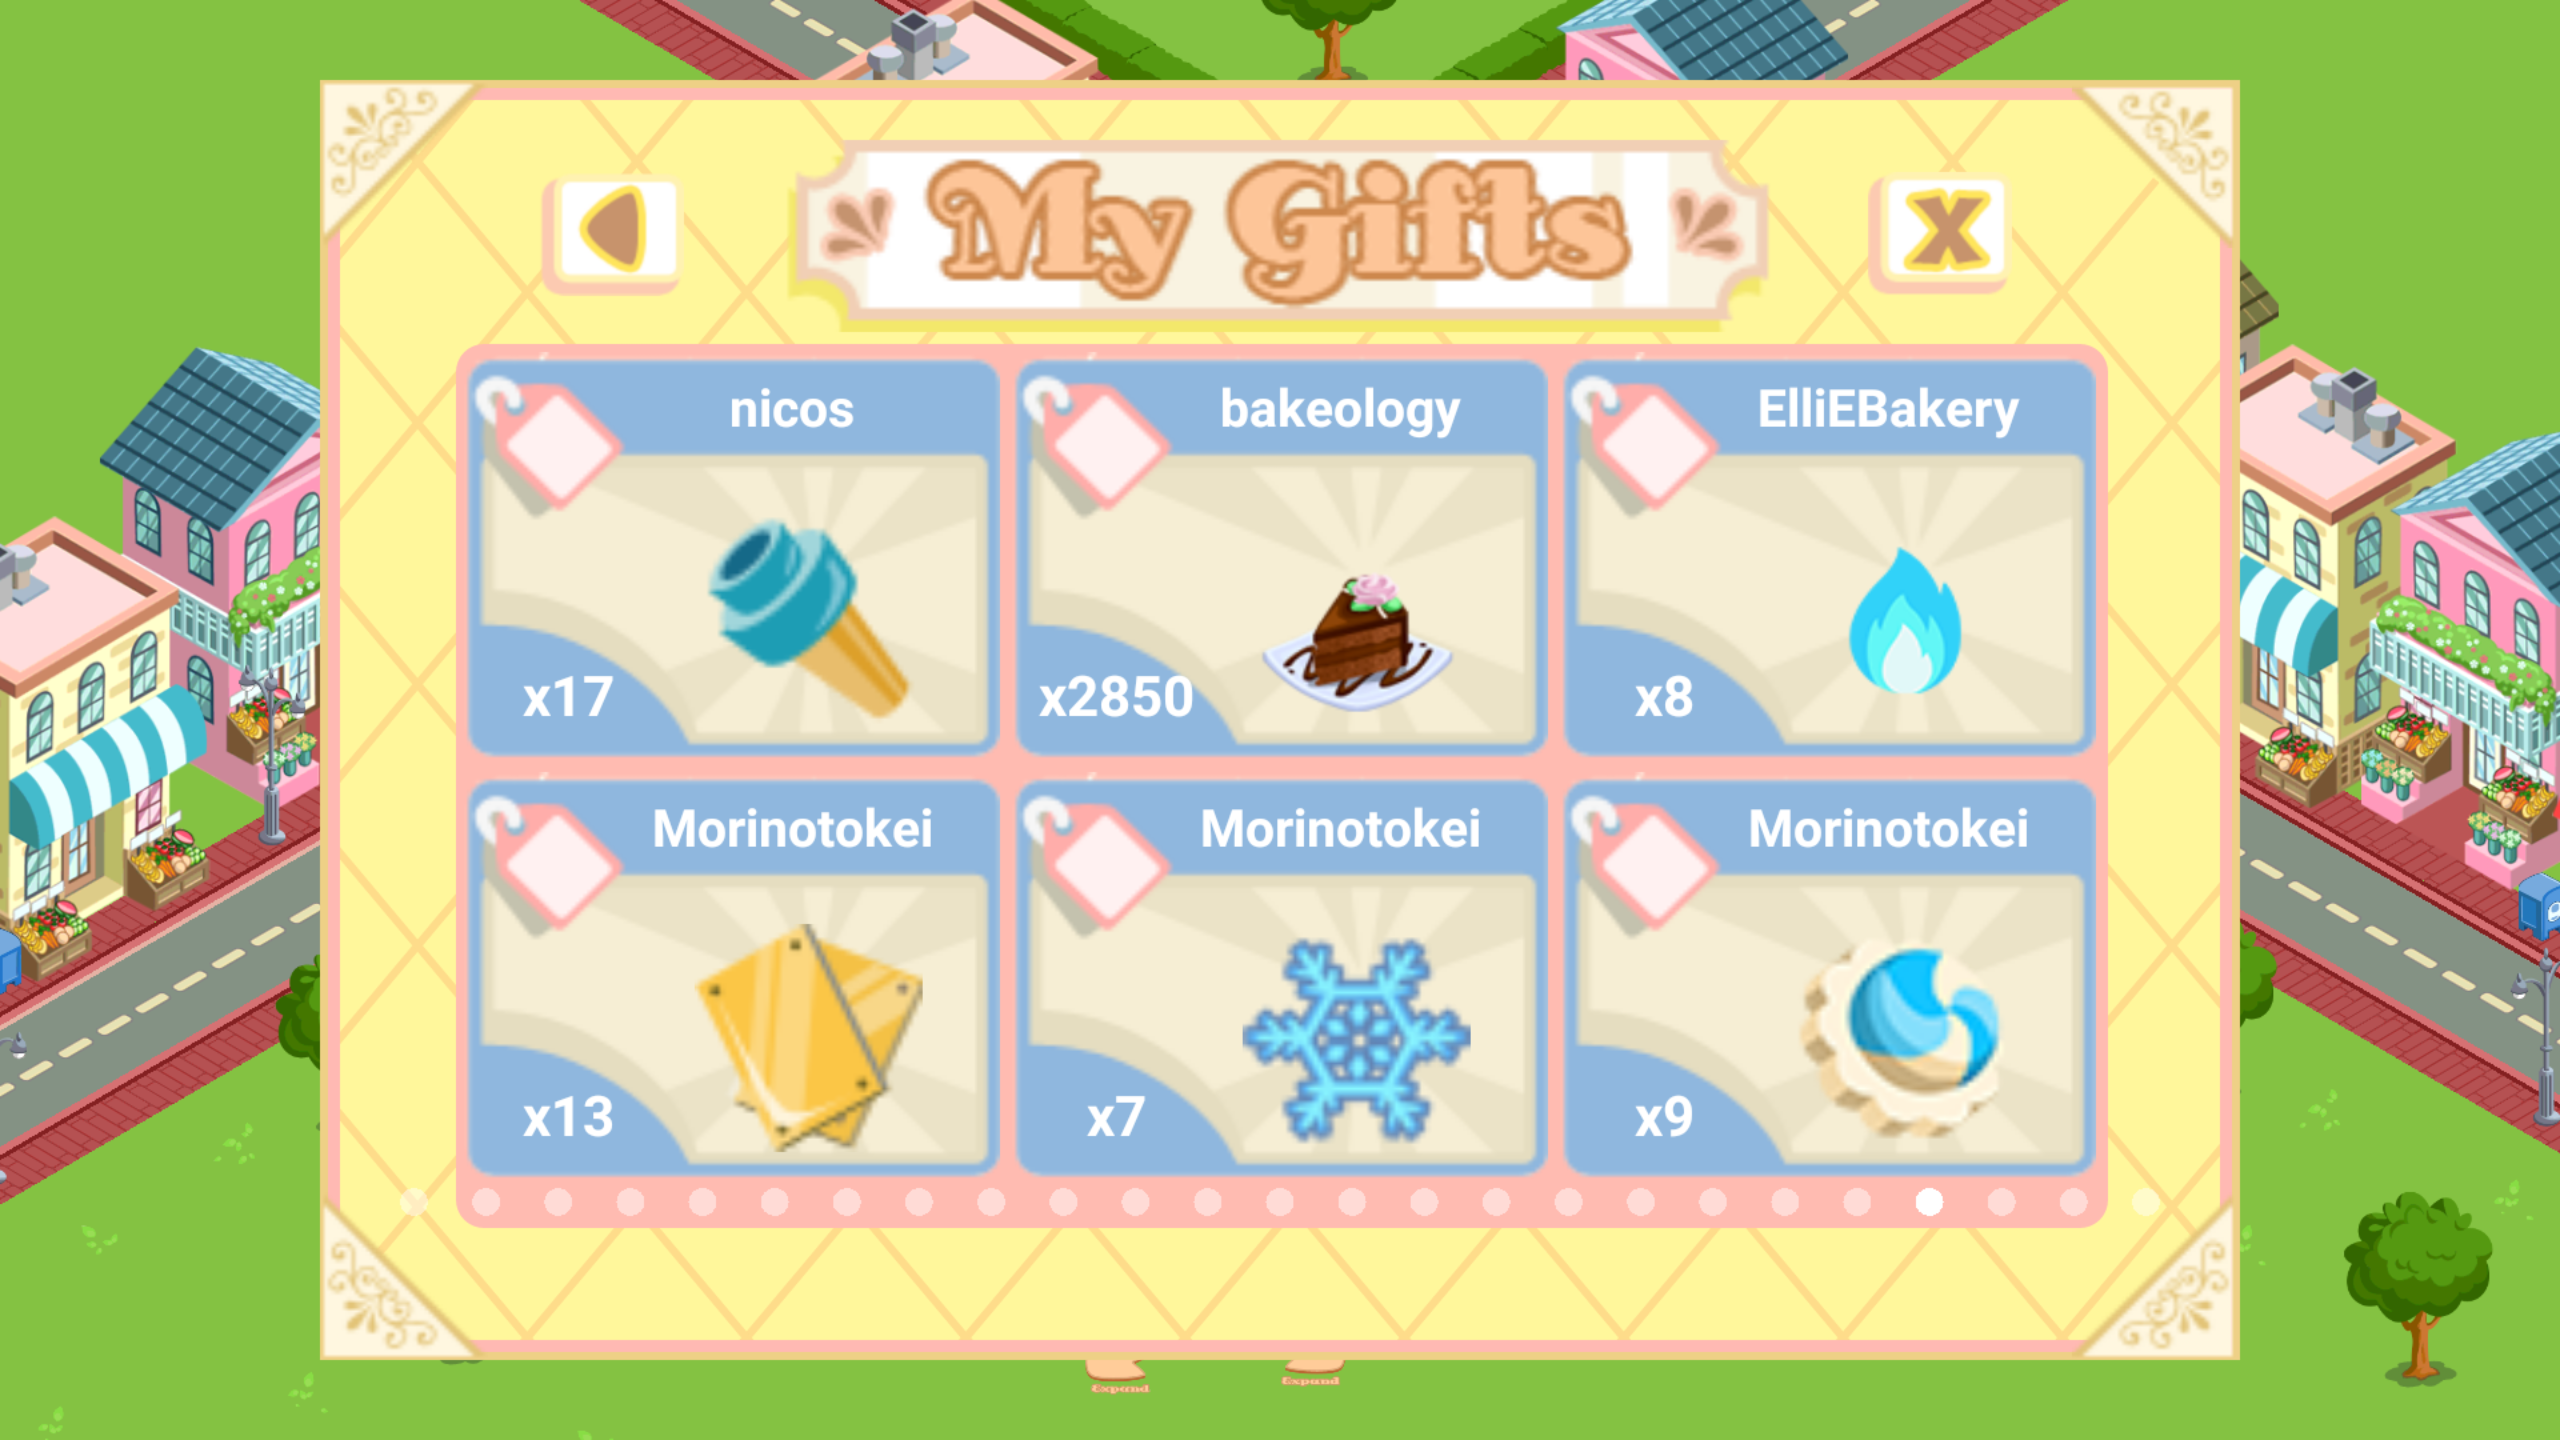 My Gifts
X
nicos
x17
bakeology
x2850
ElliEBakery
x8
Morinotokei
x13
Morinotokei
x7
Morinotokei
x9
Expand
Expand